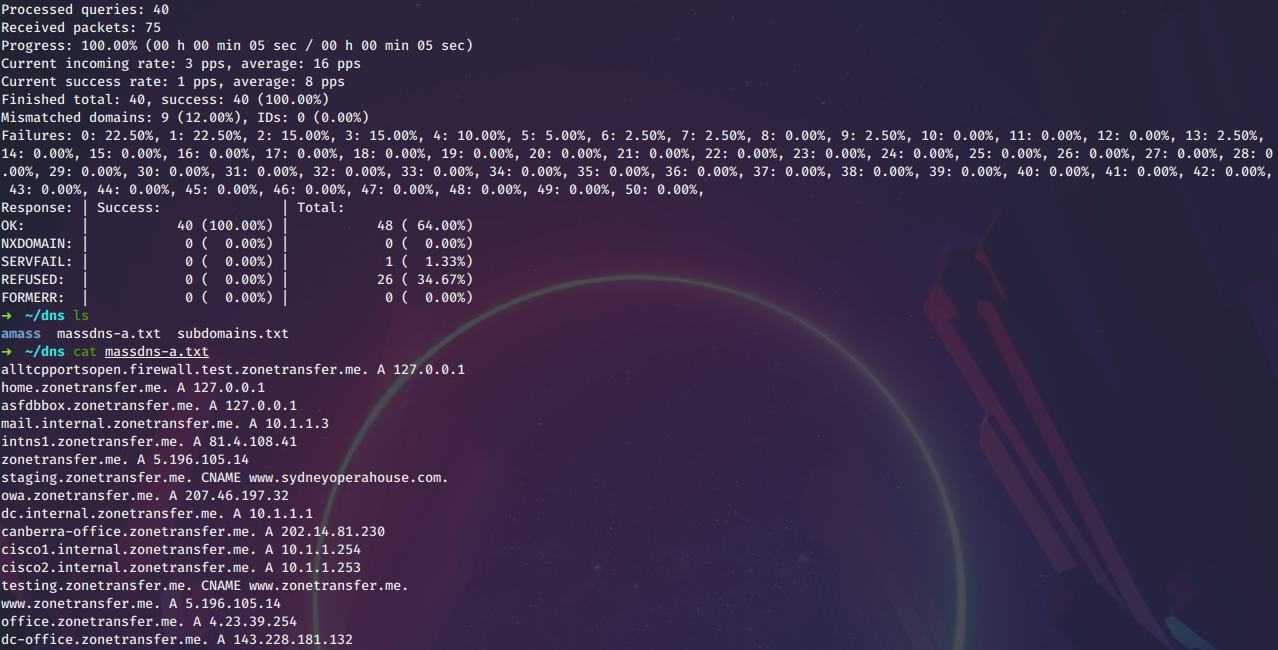 Processed queries: 40
Received packets: 75
Progress: 100.00% (00 h 00 min 05 sec / 00 h 00 min 05 sec)
Current incoming rate: 3 pps, average: 16 pps
Current success rate: 1 pps, average: 8 pps
Finished total: 40, success: 40 (100.00%)
Mismatched domains: 9 (12.00%), IDs: 0 (0.00%)
Failures: 0: 22.50%, 1: 22.50%, 2: 15.00%, 3: 15.00%, 4: 10.00%, 5: 5.00%, 6: 2.50%, 7: 2.50%, 8: 0.00%, 9: 2.50%, 10: 0.00%, 11: 0.00%, 12: 0.00%, 13: 2.50%,
14: 0.00%, 15: 0.00%, 16: 0.00%, 17: 0.00%, 18: 0.00%, 19: 0.00%, 20: 0.00%, 21: 0.00%, 22: 0.00%, 23: 0.00%, 24: 0.00%, 25: 0.00%, 26: 0.00%, 27: 0.00%, 28: 0
.00%, 29: 0.00%, 30: 0.00%, 31: 0.00%, 32: 0.00%, 33: 0.00%, 34: 0.00%, 35: 0.00%, 36: 0.00%, 37: 0.00%, 38: 0.00%, 39: 0.00%, 40: 0.00%, 41: 0.00%, 42: 0.00%,
43: 0.00%, 44: 0.00%, 45: 0.00%, 46: 0.00%, 47: 0.00%, 48: 0.00%, 49: 0.00%, 50: 0.00%,
Response: | Success: | Total:
OK: | 40 (100.00%) | 48 ( 64.00%)
NXDOMAIN: | 0 ( 0.00%) | 0 ( 0.00%)
SERVFAIL: | 0 ( 0.00%) | 1 ( 1.33%)
REFUSED: | 0 ( 0.00%) | 26 ( 34.67%)
FORMERR: | 0 ( 0.00%) | 0 ( 0.00%)
→ ~/dns ls
amass massdns-a.txt subdomains.txt
→ ~/dns cat massdns-a.txt
alltcpportsopen.firewall.test.zonetransfer.me. A 127.0.0.1
home.zonetransfer.me. A 127.0.0.1
asfdbbox.zonetransfer.me. A 127.0.0.1
mail.internal.zonetransfer.me. A 10.1.1.3
intns1.zonetransfer.me. A 81.4.108.41
zonetransfer.me. A 5.196.105.14
staging.zonetransfer.me. CNAME www.sydneyoperahouse.com.
owa.zonetransfer.me. A 207.46.197.32
dc.internal.zonetransfer.me. A 10.1.1.1
canberra-office.zonetransfer.me. A 202.14.81.230
cisco1.internal.zonetransfer.me. A 10.1.1.254
cisco2.internal.zonetransfer.me. A 10.1.1.253
testing.zonetransfer.me. CNAME www.zonetransfer.me.
www.zonetransfer.me. A 5.196.105.14
office.zonetransfer.me. A 4.23.39.254
dc-office.zonetransfer.me. A 143.228.181.132